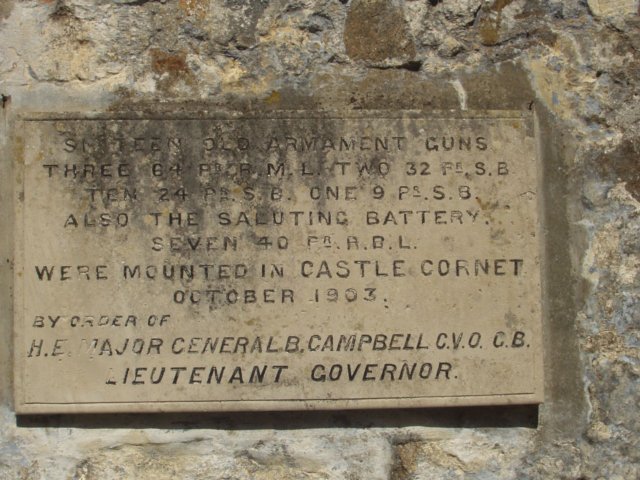 SIXTEEN OLD ARMAMENT GUNS.
THREE 64 PR. R.M.L. TWO 32 PR. S.B
TEN 24 PR. S.B. ONE 9 PR. S.B.
ALSO THE SALUTING BATTERY.
SEVEN 40 PR. R.B.L.
WERE MOUNTED IN CASTLE CORNET
OCTOBER 1903.
BY ORDER OF
H.E. MAJOR GENERAL B. CAMPBELL C.V.O. C.B.
LIEUTENANT GOVERNOR.